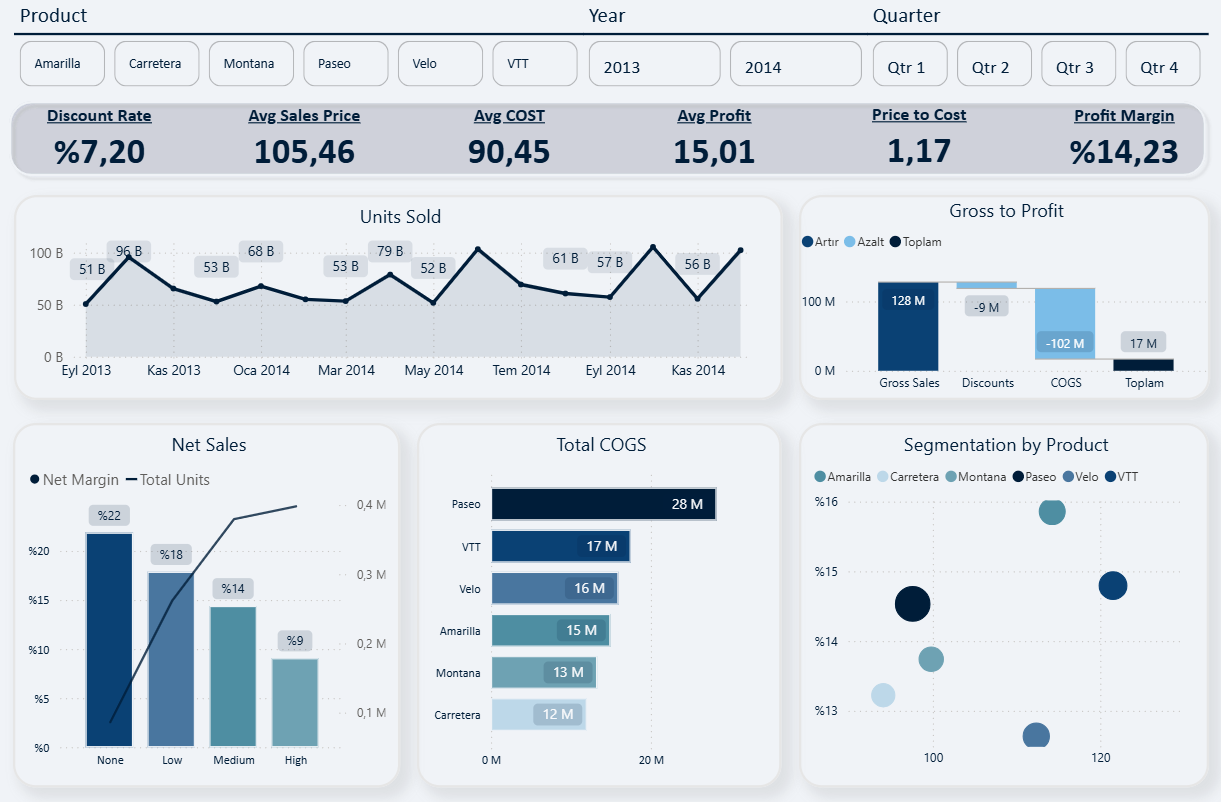 Product Year Quarter
Amarilla Carretera Montana Paseo Velo VTT 2013 2014 Qtr 1 Qtr 2 Qtr 3 Qtr 4
Discount Rate Avg Sales Price Avg COST Avg Profit Price to Cost Profit Margin
%7,20 105,46 90,45 15,01 1,17 %14,23
Units Sold
100 B
50 B
0 B
51 B 96 B 53 B 68 B 53 B 79 B 52 B 61 B 57 B 56 B
Eyl 2013 Kas 2013 Oca 2014 Mar 2014 May 2014 Tem 2014 Eyl 2014 Kas 2014
Gross to Profit
Artır Azalt Toplam
100 M
0 M
128 M -9 M -102 M 17 M
Gross Sales Discounts COGS Toplam
Net Sales
Net Margin Total Units
%22 %18 %14 %9
%20
%15
%10
%5
%0
0,4 M
0,3 M
0,2 M
0,1 M
None Low Medium High
Total COGS
Paseo 28 M
VTT 17 M
Velo 16 M
Amarilla 15 M
Montana 13 M
Carretera 12 M
0 M 20 M
Segmentation by Product
Amarilla Carretera Montana Paseo Velo VTT
%16
%15
%14
%13
100 120